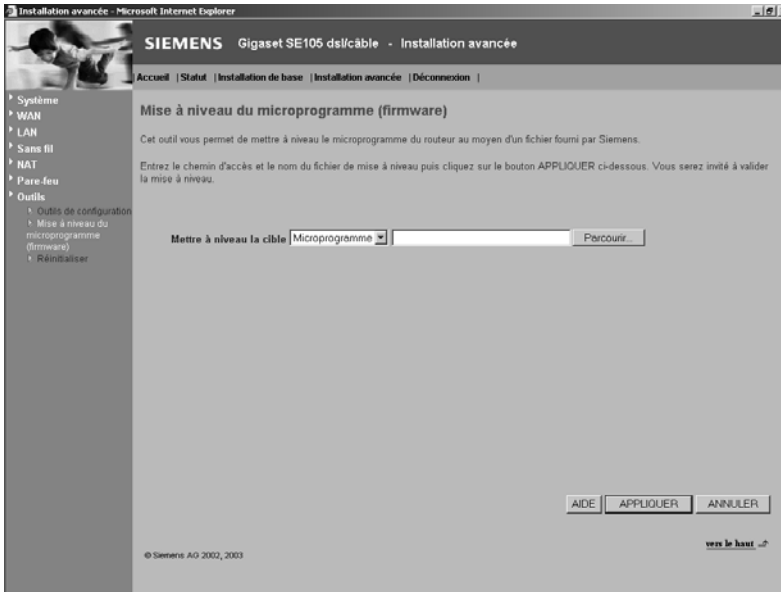 Installation avancée - Microsoft Internet Explorer
SIEMENS Gigaset SE105 dsl/câble - Installation avancée
Accueil | Statut | Installation de base | Installation avancée | Déconnexion |
Système
WAN
LAN
Sans fil
NAT
Pare-feu
Outils
Outils de configuration
Mise à niveau du
microprogramme
(firmware)
Réinitialiser
Mise à niveau du microprogramme (firmware)
Cet outil vous permet de mettre à niveau le microprogramme du routeur au moyen d'un fichier fourni par Siemens.
Entrez le chemin d'accès et le nom du fichier de mise à niveau puis cliquez sur le bouton APPLIQUER ci-dessous. Vous serez invité à valider
la mise à niveau.
Mettre à niveau la cible Microprogramme Parcourir...
AIDE APPLIQUER ANNULER
vers le haut
© Siemens AG 2002, 2003